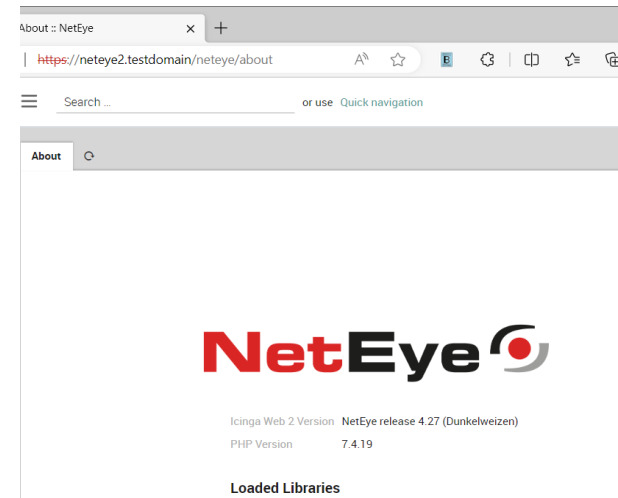 About :: NetEye
https://neteye2.testdomain/neteye/about
Search ... or use Quick navigation
About
NetEye
Icinga Web 2 Version NetEye release 4.27 (Dunkelweizen)
PHP Version 7.4.19
Loaded Libraries